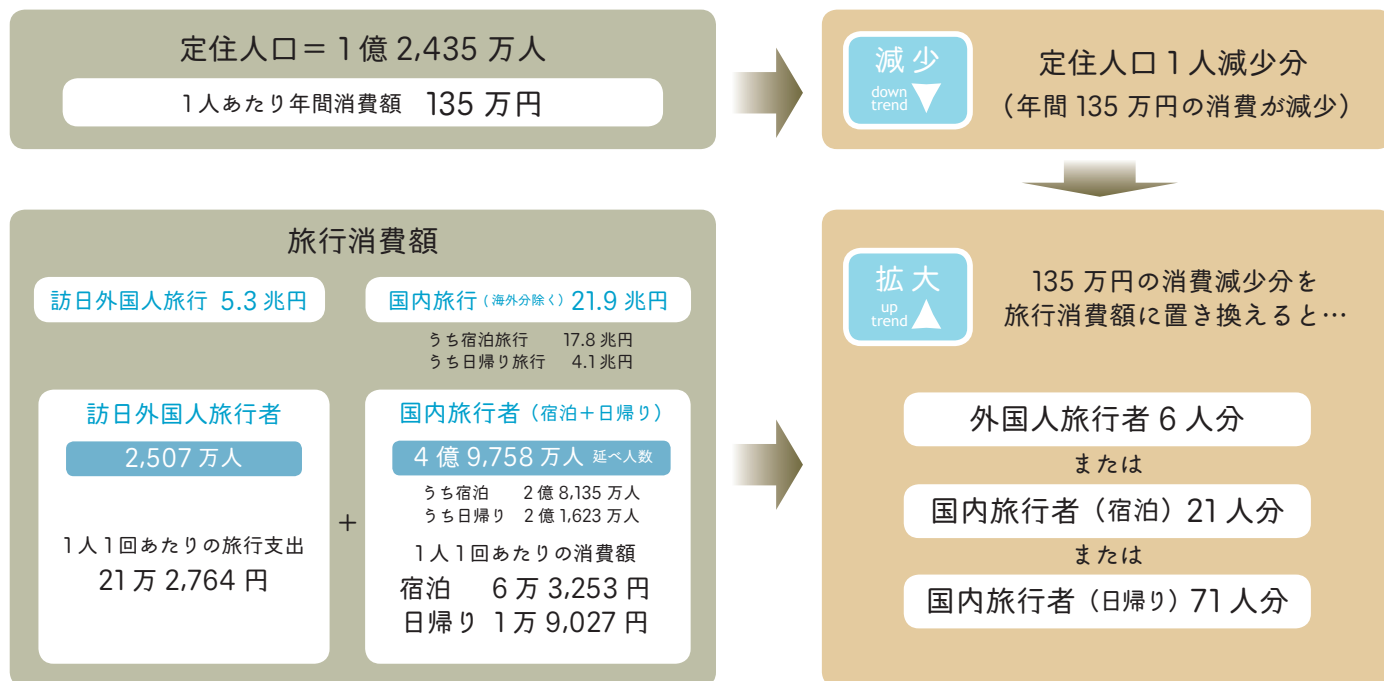 定住人口＝1億2,435万人
1人あたり年間消費額 135万円
減少
down
trend
定住人口1人減少分
（年間135万円の消費が減少）
旅行消費額
訪日外国人旅行 5.3兆円
国内旅行（海外分除く）21.9兆円
うち宿泊旅行 17.8兆円
うち日帰り旅行 4.1兆円
訪日外国人旅行者
2,507万人
1人1回あたりの旅行支出
21万2,764円
＋
国内旅行者（宿泊＋日帰り）
4億9,758万人 延べ人数
うち宿泊 2億8,135万人
うち日帰り 2億1,623万人
1人1回あたりの消費額
宿泊 6万3,253円
日帰り 1万9,027円
拡大
up
trend
135万円の消費減少分を
旅行消費額に置き換えると…
外国人旅行者6人分
または
国内旅行者（宿泊）21人分
または
国内旅行者（日帰り）71人分